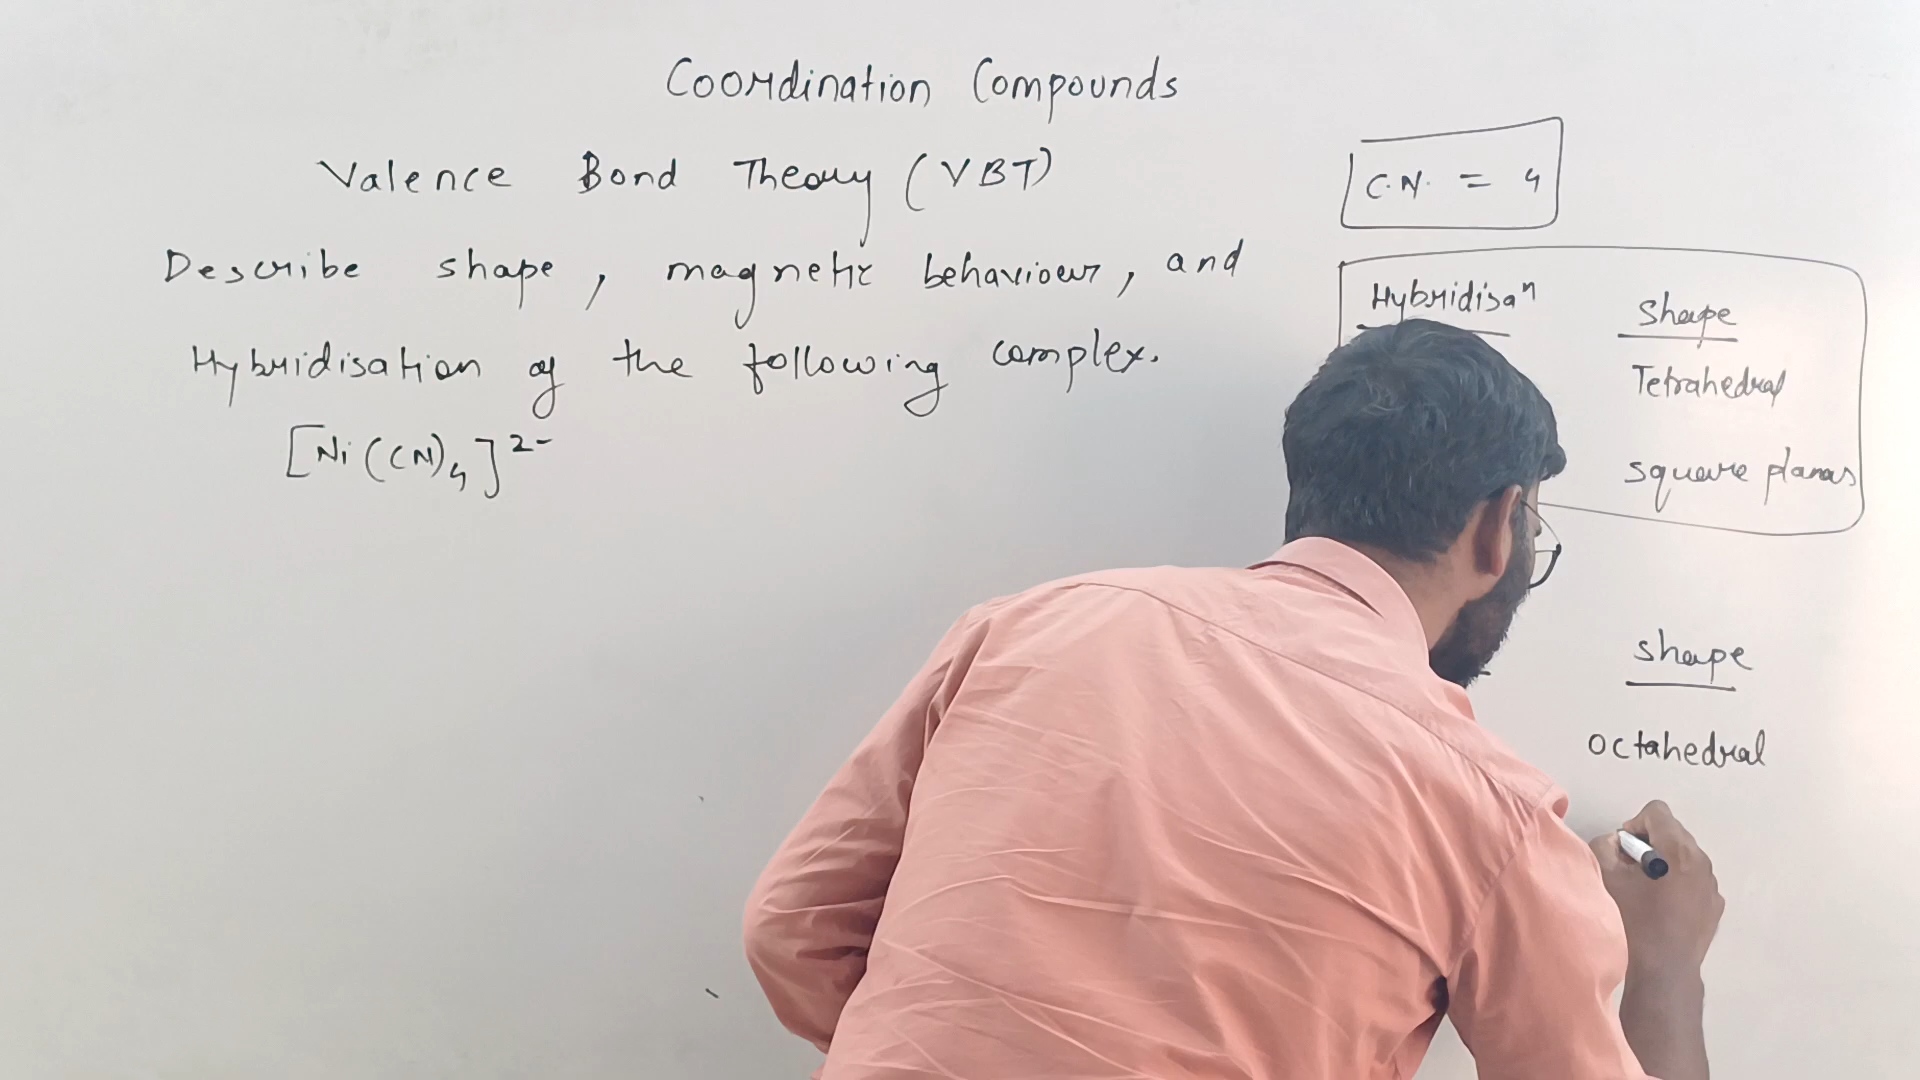 Coordination Compounds
Valence Bond Theory (VBT)
Describe shape, magnetic behaviour, and
Hybridisation of the following complex.
[Ni(CN)₄]²⁻
C.N. = 4
Hybridisaⁿ shape
Tetrahedral
square planar
shape
octahedral